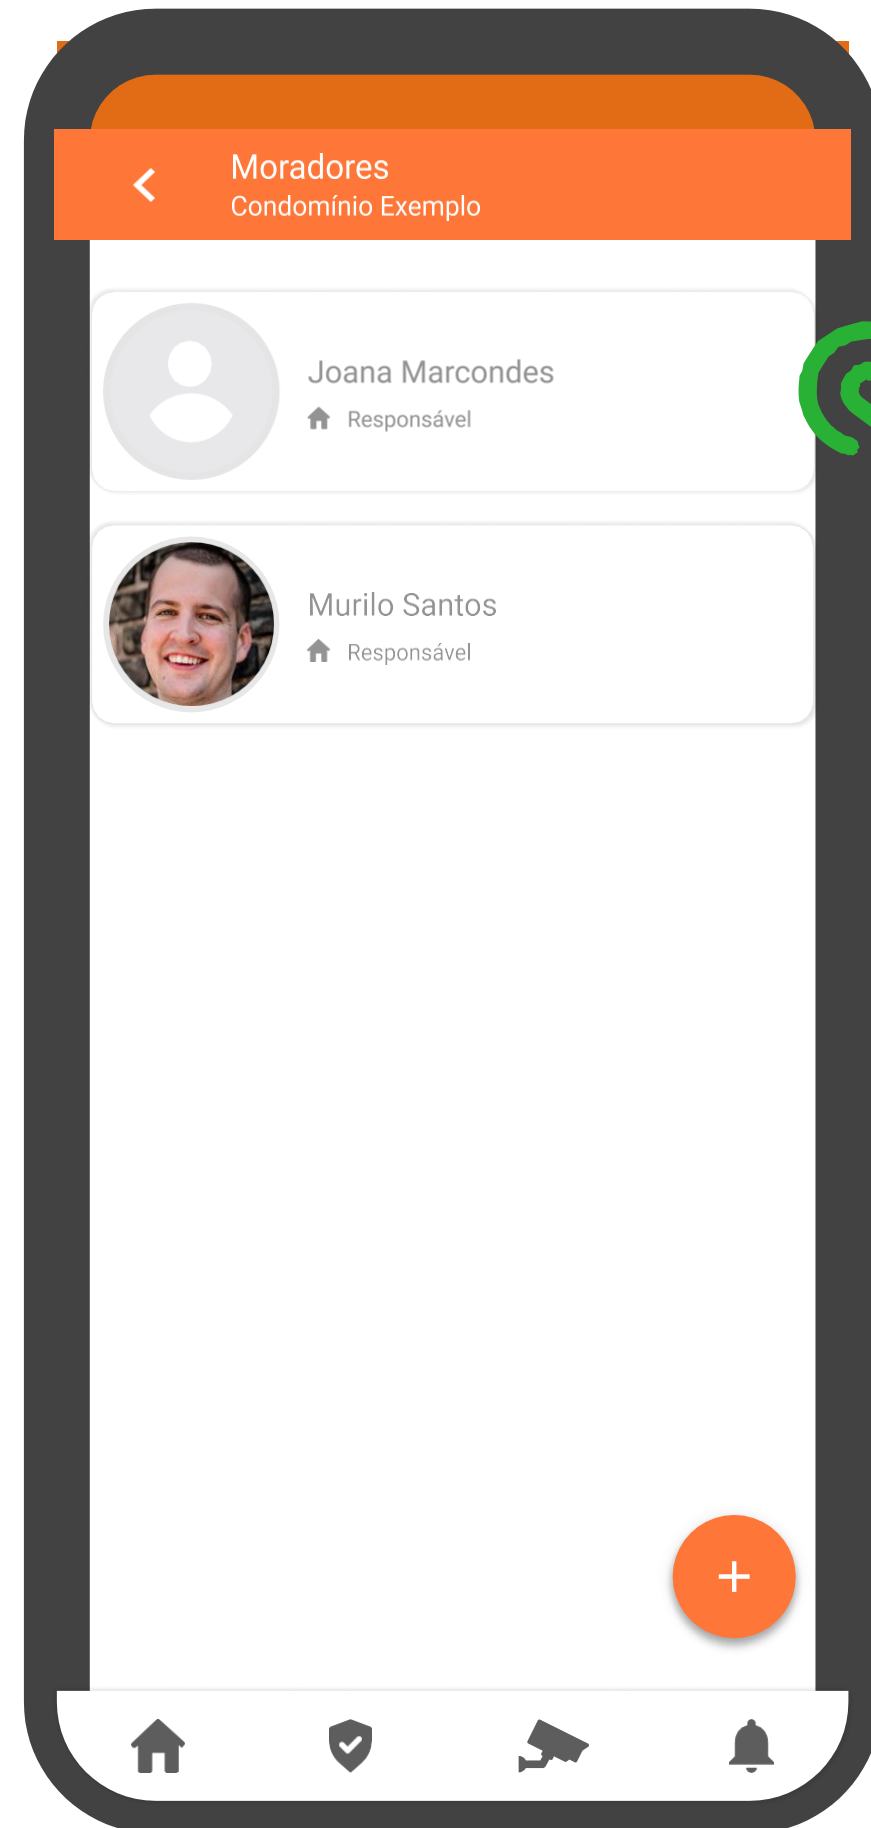 Moradores
Condomínio Exemplo
Joana Marcondes
Responsável
Murilo Santos
Responsável